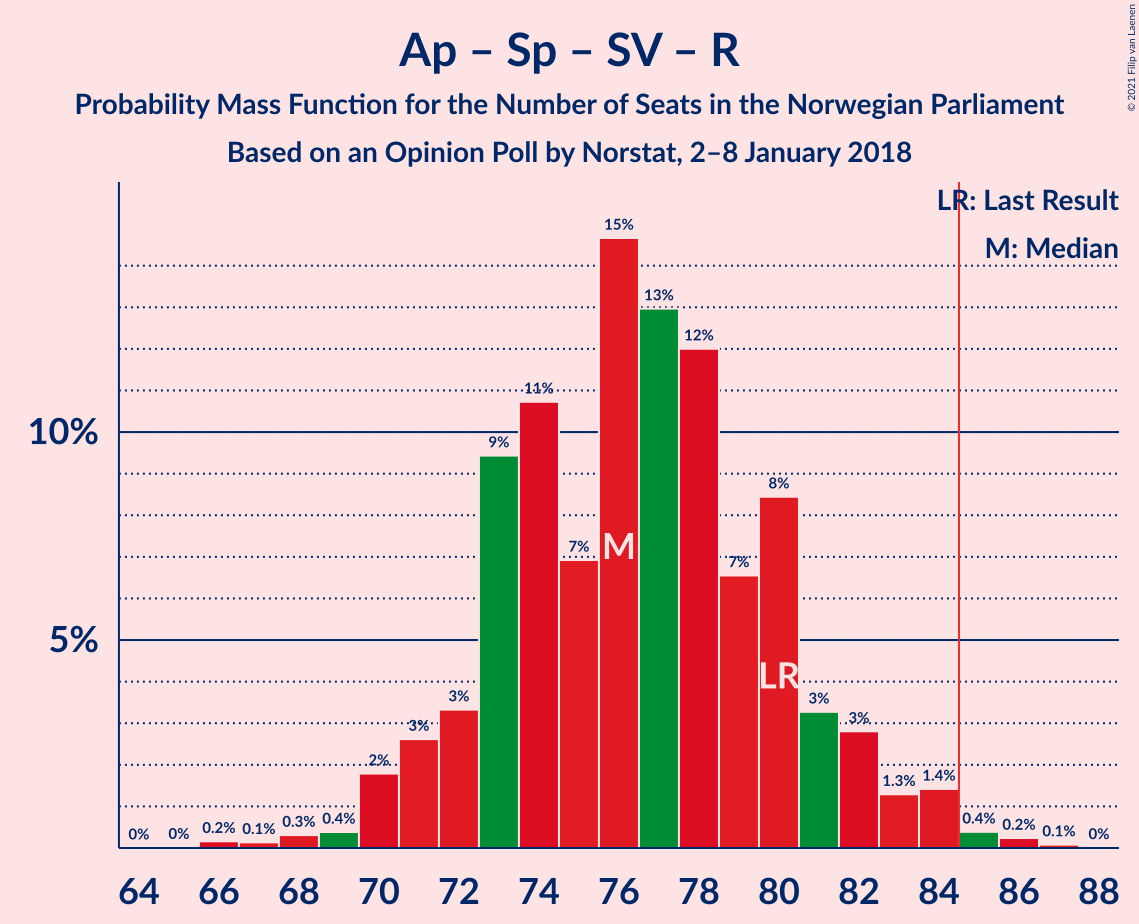 Ap – Sp – SV – R
Probability Mass Function for the Number of Seats in the Norwegian Parliament
Based on an Opinion Poll by Norstat, 2–8 January 2018
© 2021 Filip van Laenen
LR: Last Result
M: Median
10%
5%
0% 0% 0.2% 0.1% 0.3% 0.4% 2% 3% 3% 9% 11% 7% 15% 13% 12% 7% 8% 3% 3% 1.3% 1.4% 0.4% 0.2% 0.1% 0%
M
LR
64 66 68 70 72 74 76 78 80 82 84 86 88